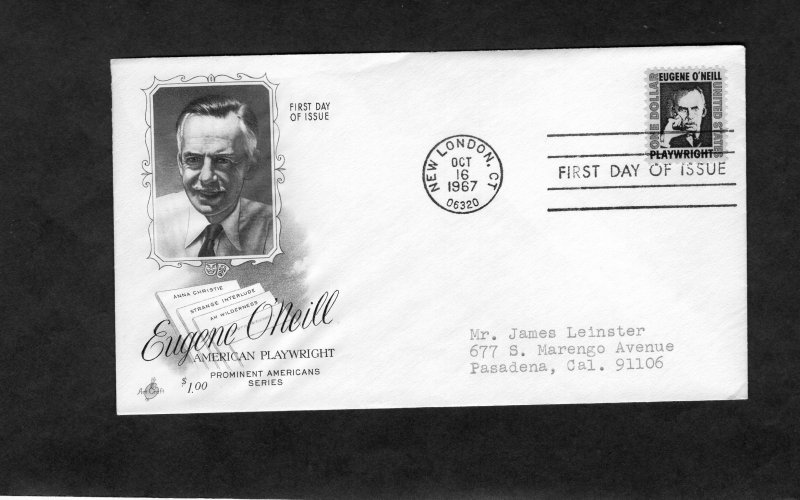 FIRST DAY
OF ISSUE
ANNA CHRISTIE
STRANGE INTERLUDE
AH WILDERNESS
Eugene O'Neill
AMERICAN PLAYWRIGHT
PROMINENT AMERICANS
SERIES
$1.00
ArtCraft
NEW LONDON, CT
OCT
16
1967
06320
EUGENE O'NEILL
ONE DOLLAR
UNITED STATES
PLAYWRIGHT
FIRST DAY OF ISSUE
Mr. James Leinster
677 S. Marengo Avenue
Pasadena, Cal. 91106